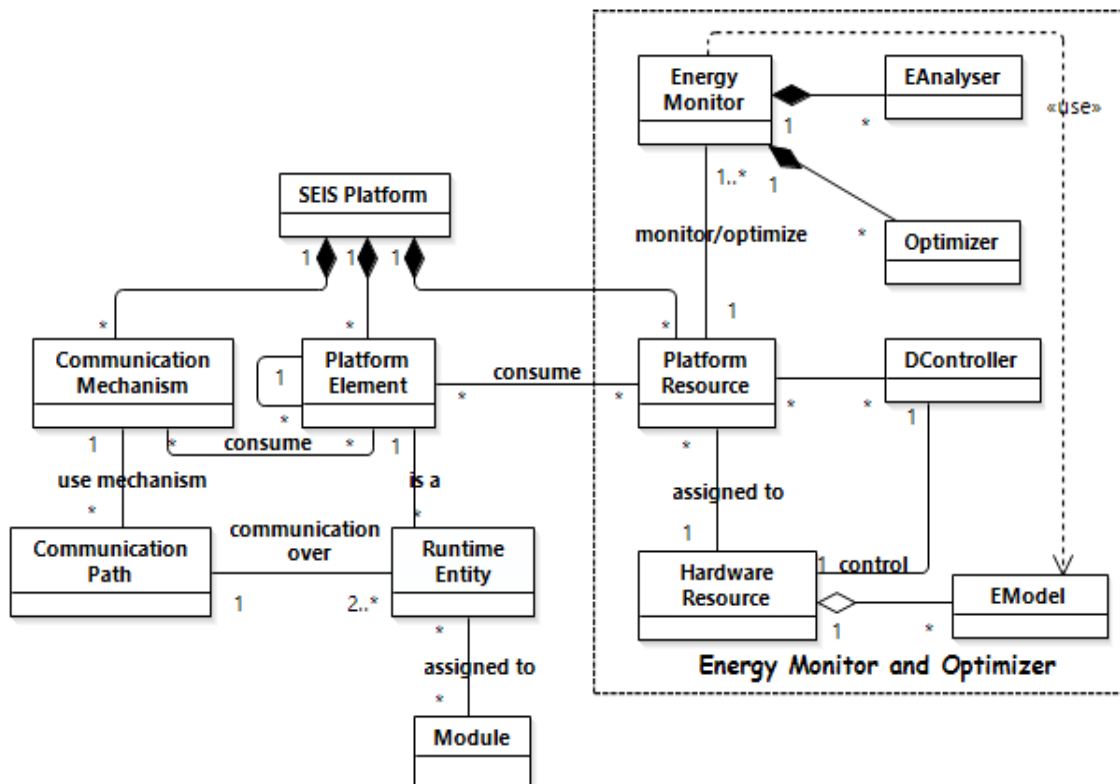 Energy
Monitor
EAnalyser
«use»
1
*
1..*
1
SEIS Platform
monitor/optimize
*
Optimizer
1
1
1
*
*
*
1
Communication
Mechanism
Platform
Element
1
*
consume
*
*
Platform
Resource
DController
*
*
1
1
*
consume
*
1
*
use mechanism
is a
assigned to
*
*
1
Communication
Path
communication
over
Runtime
Entity
1
2..*
Hardware
Resource
1
control
EModel
1
*
*
assigned to
*
Energy Monitor and Optimizer
Module